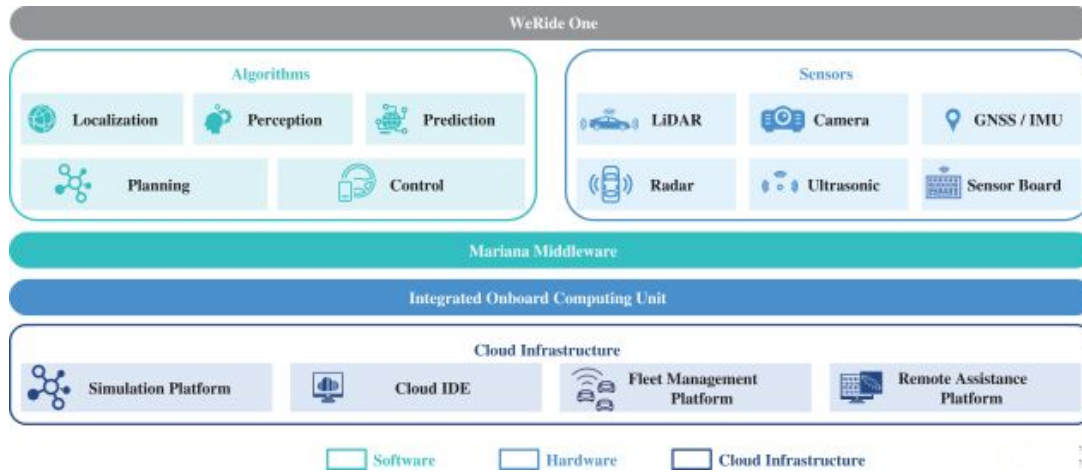 WeRide One
Algorithms
Localization
Perception
Prediction
Planning
Control
Sensors
LiDAR
Camera
GNSS / IMU
Radar
Ultrasonic
Sensor Board
Mariana Middleware
Integrated Onboard Computing Unit
Cloud Infrastructure
Simulation Platform
Cloud IDE
Fleet Management
Platform
Remote Assistance
Platform
Software
Hardware
Cloud Infrastructure